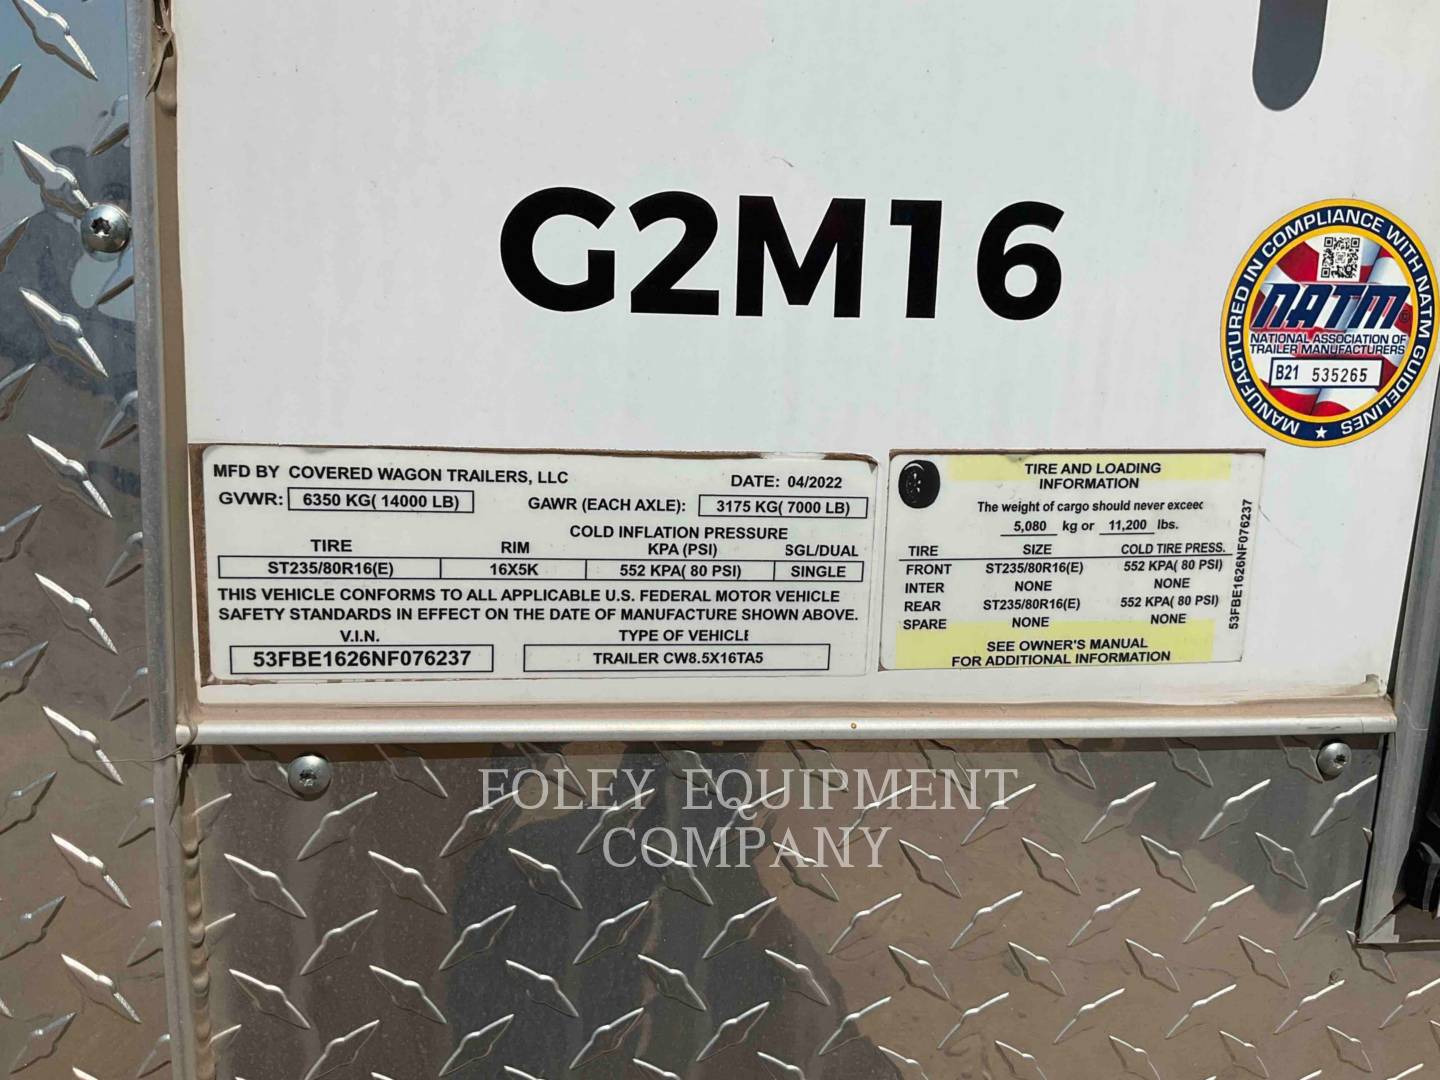 G2M16
MANUFACTURED IN COMPLIANCE WITH NATM GUIDELINES ★
NATM®
NATIONAL ASSOCIATION OF
TRAILER MANUFACTURERS
B21 535265
MFD BY COVERED WAGON TRAILERS, LLC DATE: 04/2022
GVWR: 6350 KG( 14000 LB) GAWR (EACH AXLE): 3175 KG( 7000 LB)
COLD INFLATION PRESSURE
TIRE RIM KPA (PSI) SGL/DUAL
ST235/80R16(E) 16X5K 552 KPA( 80 PSI) SINGLE
THIS VEHICLE CONFORMS TO ALL APPLICABLE U.S. FEDERAL MOTOR VEHICLE
SAFETY STANDARDS IN EFFECT ON THE DATE OF MANUFACTURE SHOWN ABOVE.
V.I.N. TYPE OF VEHICLE
53FBE1626NF076237 TRAILER CW8.5X16TA5
TIRE AND LOADING
INFORMATION
The weight of cargo should never exceed
5,080 kg or 11,200 lbs.
TIRE SIZE COLD TIRE PRESS.
FRONT ST235/80R16(E) 552 KPA( 80 PSI)
INTER NONE NONE
REAR ST235/80R16(E) 552 KPA( 80 PSI)
SPARE NONE NONE
SEE OWNER'S MANUAL
FOR ADDITIONAL INFORMATION
53FBE1626NF076237
FOLEY EQUIPMENT
COMPANY